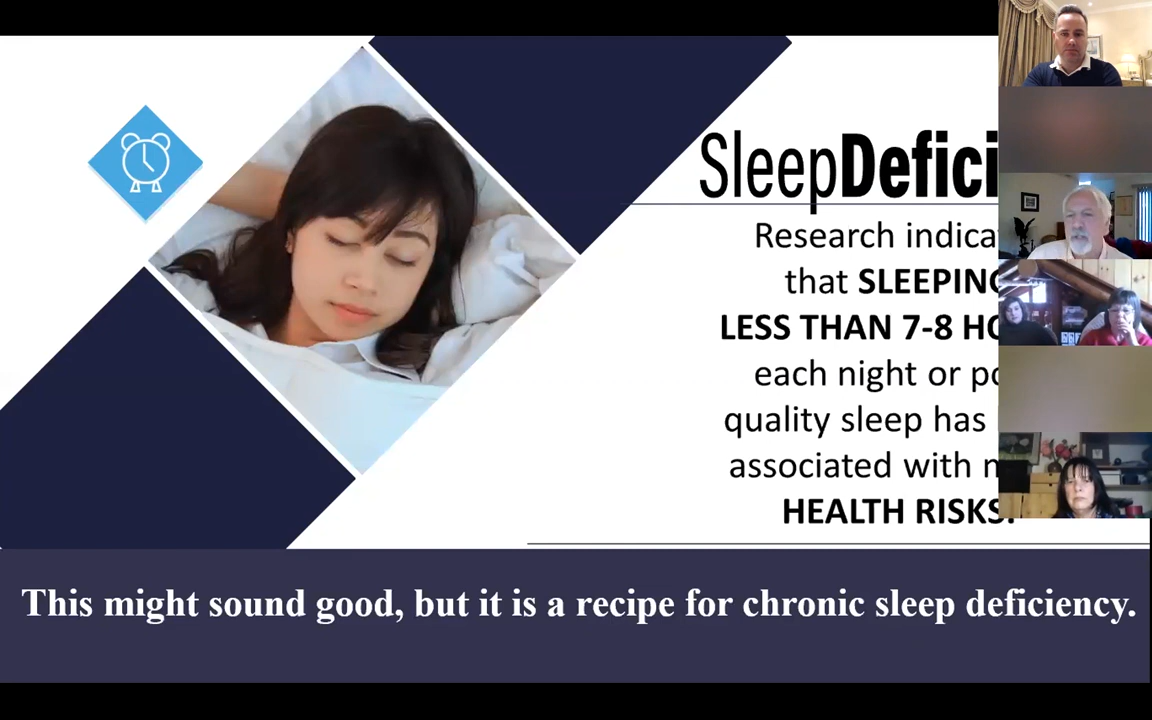 SleepDefici
Research indica
that SLEEPING
LESS THAN 7-8 HO
each night or po
quality sleep has
associated with m
HEALTH RISKS.
This might sound good, but it is a recipe for chronic sleep deficiency.